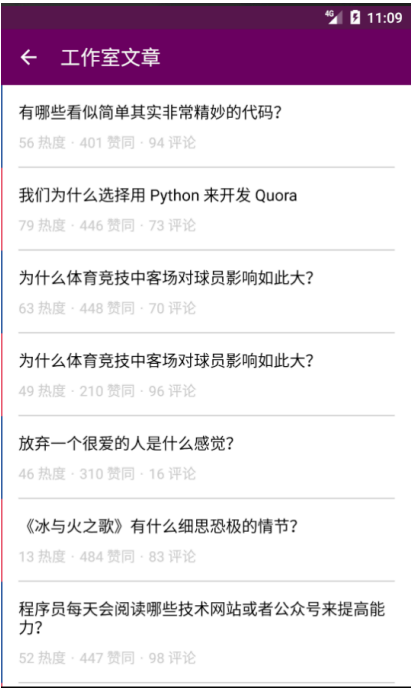 4G 11:09
工作室文章
有哪些看似简单其实非常精妙的代码?
56 热度 · 401 赞同 · 94 评论
我们为什么选择用 Python 来开发 Quora
79 热度 · 446 赞同 · 73 评论
为什么体育竞技中客场对球员影响如此大?
63 热度 · 448 赞同 · 70 评论
为什么体育竞技中客场对球员影响如此大?
49 热度 · 210 赞同 · 96 评论
放弃一个很爱的人是什么感觉?
46 热度 · 310 赞同 · 16 评论
《冰与火之歌》有什么细思恐极的情节?
13 热度 · 484 赞同 · 83 评论
程序员每天会阅读哪些技术网站或者公众号来提高能
力?
52 热度 · 447 赞同 · 98 评论